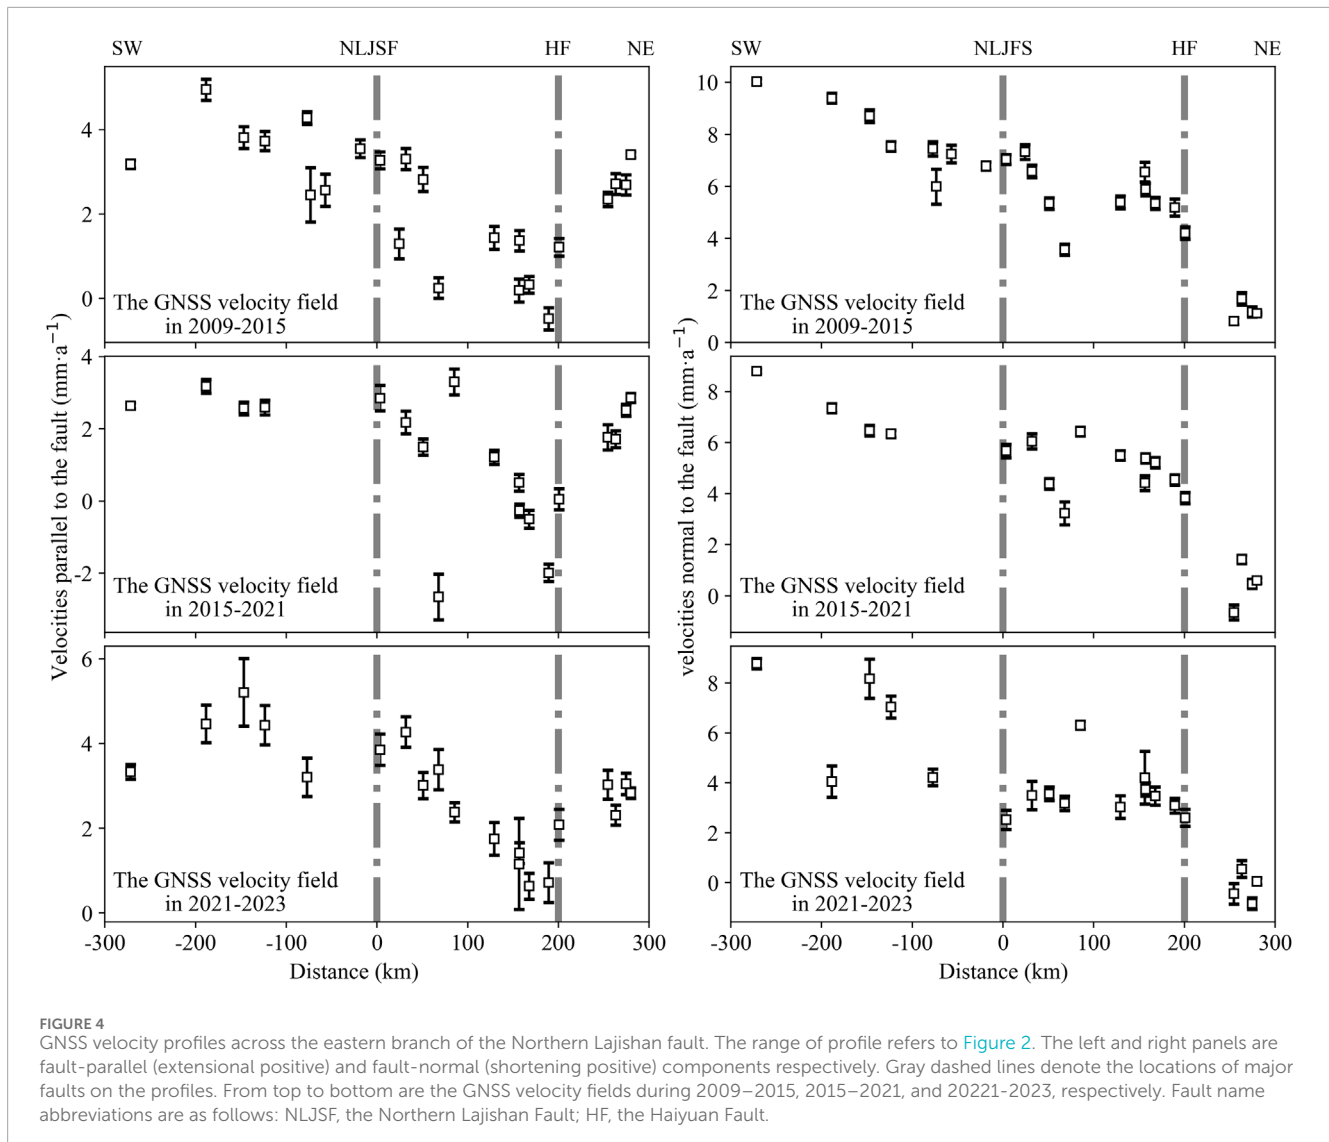 SW NLJSF HF NE
4
2
0
The GNSS velocity field
in 2009-2015
4
2
0
-2
The GNSS velocity field
in 2015-2021
6
4
2
0
The GNSS velocity field
in 2021-2023
-300 -200 -100 0 100 200 300
Distance (km)
Velocities parallel to the fault (mm·a⁻¹)
SW NLJFS HF NE
10
8
6
4
2
0
The GNSS velocity field
in 2009-2015
8
6
4
2
0
The GNSS velocity field
in 2015-2021
8
6
4
2
0
The GNSS velocity field
in 2021-2023
-300 -200 -100 0 100 200 300
Distance (km)
velocities normal to the fault (mm·a⁻¹)
FIGURE 4
GNSS velocity profiles across the eastern branch of the Northern Lajishan fault. The range of profile refers to Figure 2. The left and right panels are
fault-parallel (extensional positive) and fault-normal (shortening positive) components respectively. Gray dashed lines denote the locations of major
faults on the profiles. From top to bottom are the GNSS velocity fields during 2009–2015, 2015–2021, and 20221-2023, respectively. Fault name
abbreviations are as follows: NLJSF, the Northern Lajishan Fault; HF, the Haiyuan Fault.